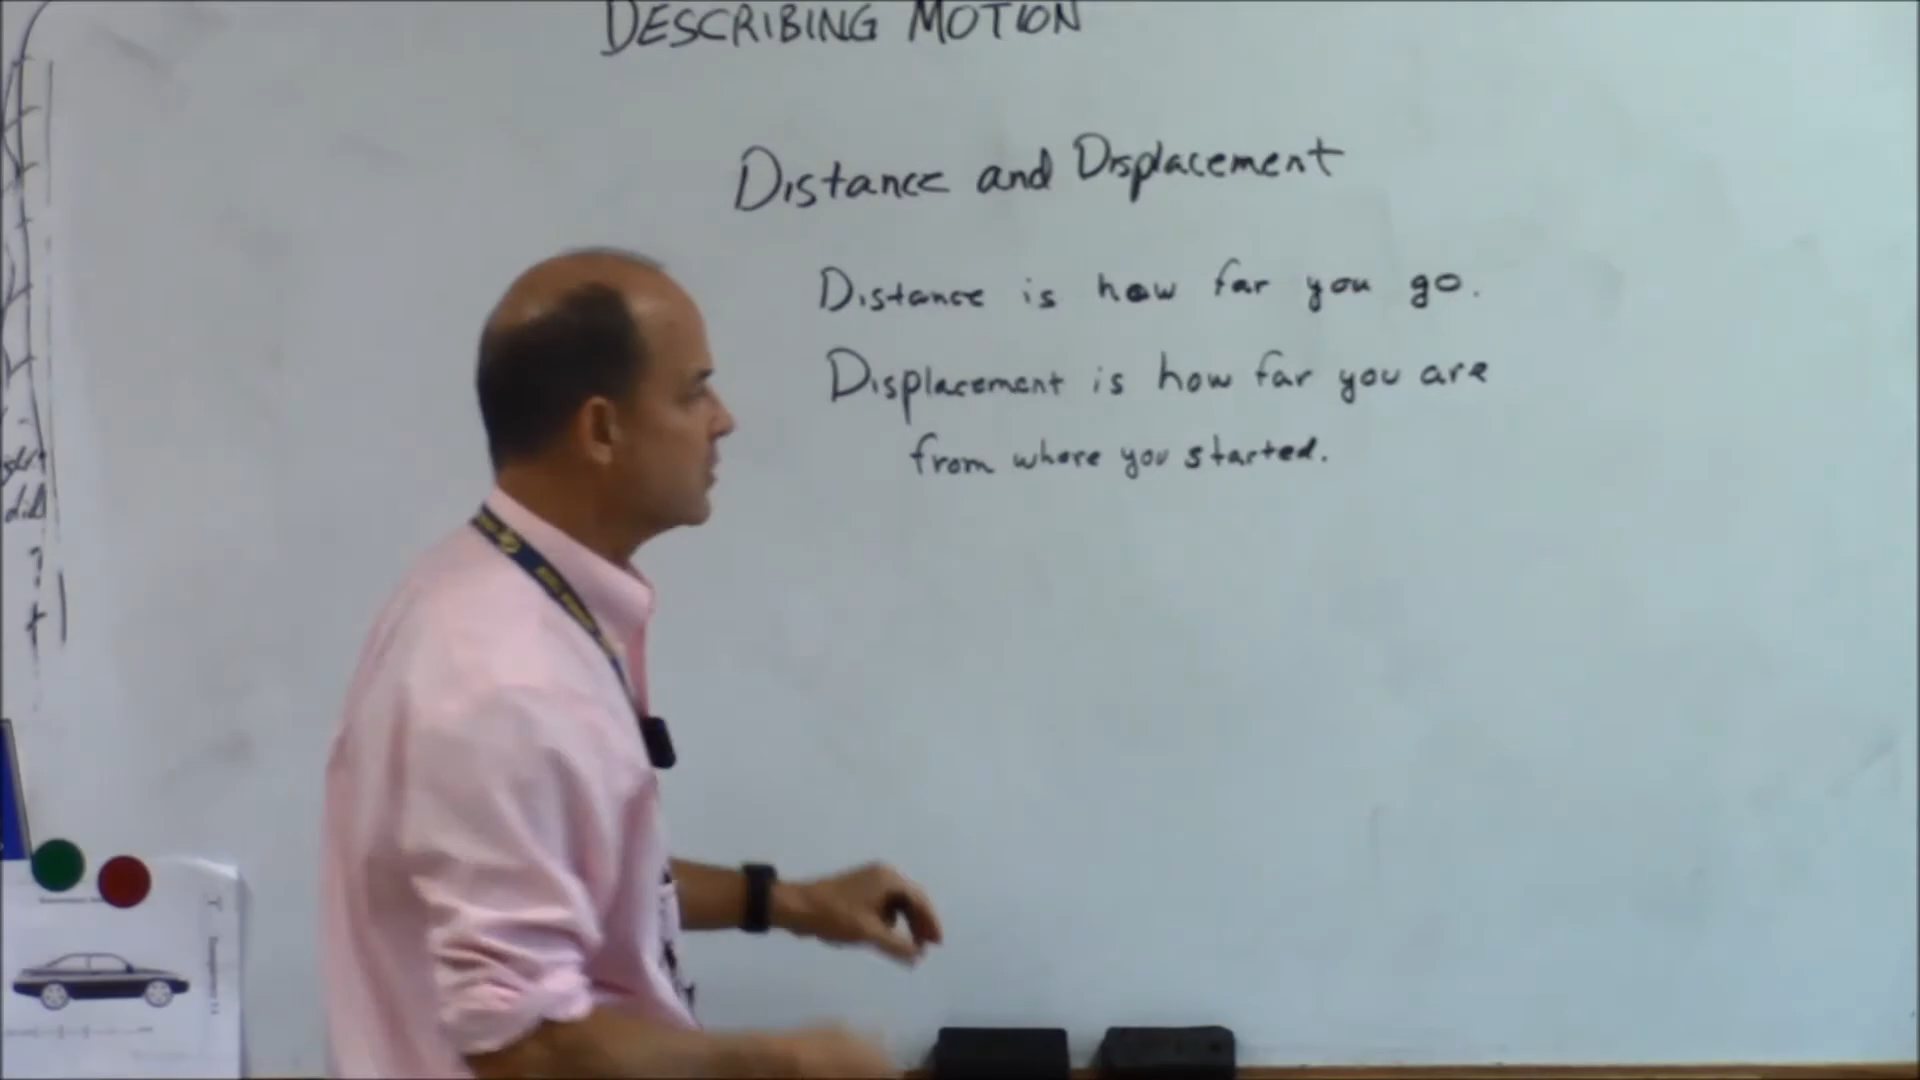 DESCRIBING MOTION
Distance and Displacement
Distance is how far you go.
Displacement is how far you are
from where you started.